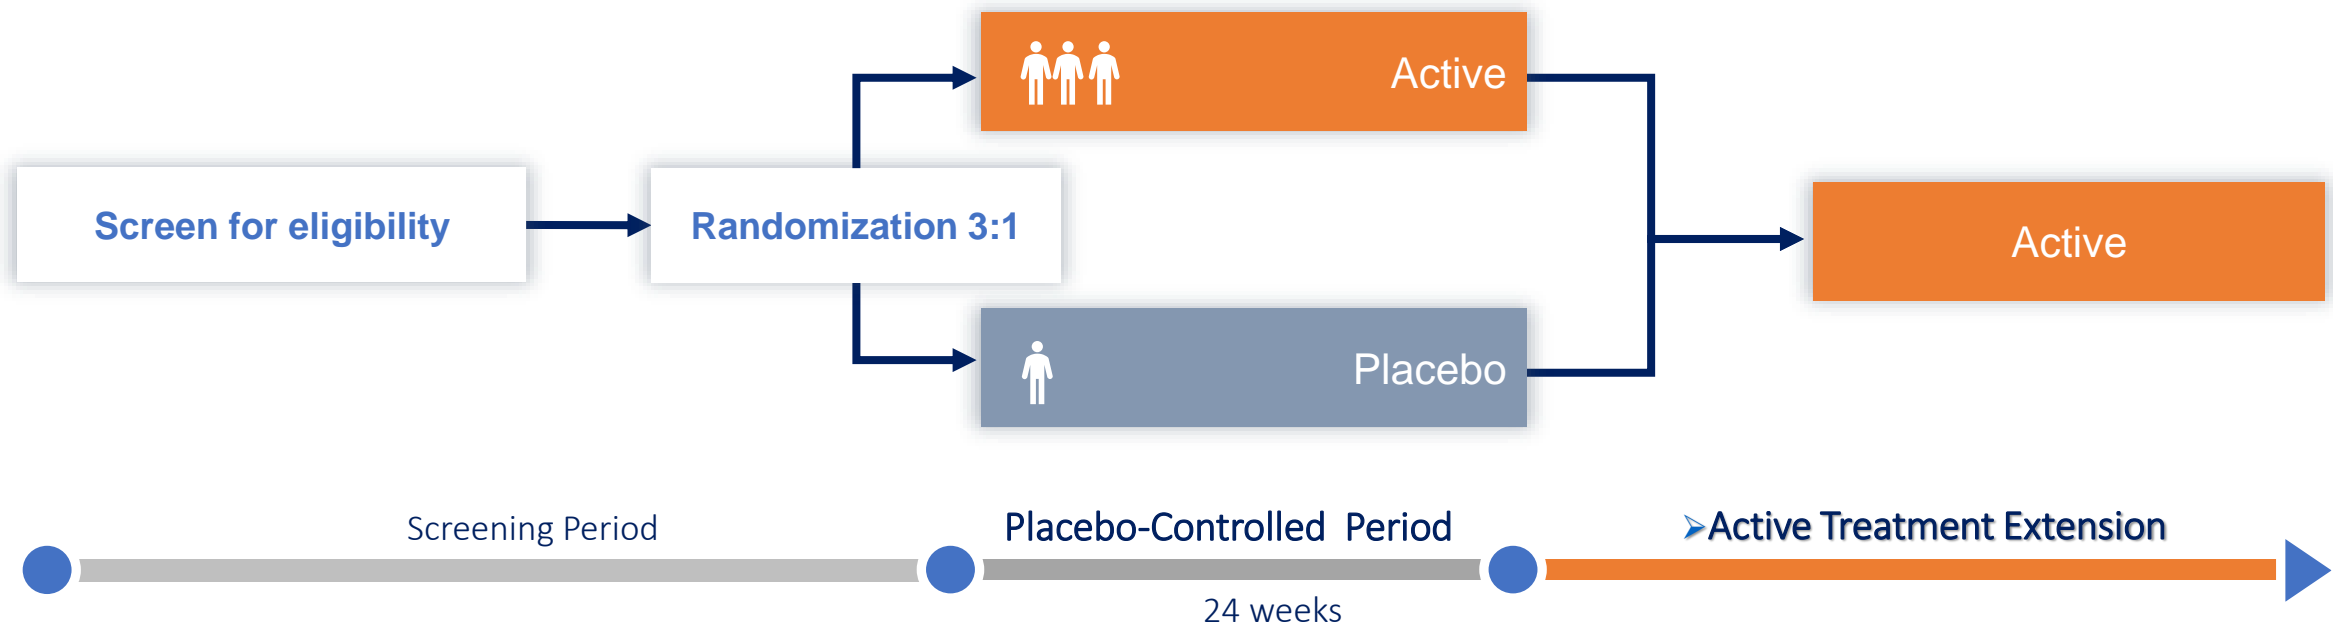 Active
Screen for eligibility
Randomization 3:1
Active
Placebo
Screening Period
Placebo-Controlled Period
➢Active Treatment Extension
24 weeks